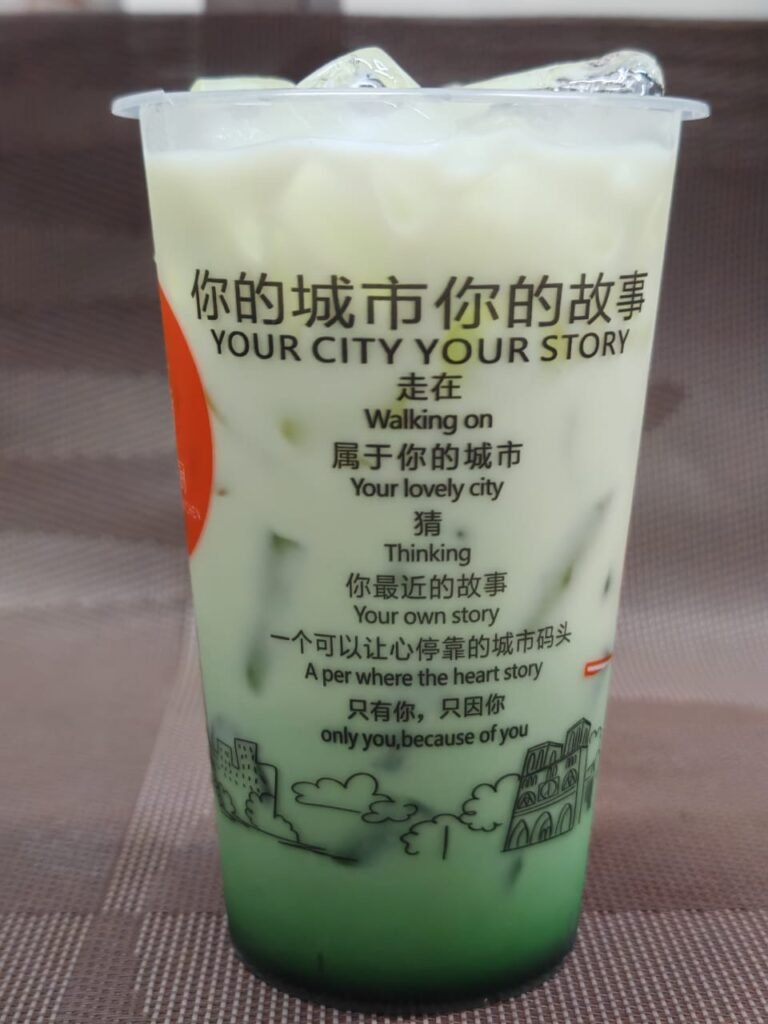 你的城市你的故事
YOUR CITY YOUR STORY
走在
Walking on
属于你的城市
Your lovely city
猜
Thinking
你最近的故事
Your own story
一个可以让心停靠的城市码头
A per where the heart story
只有你，只因你
only you,because of you